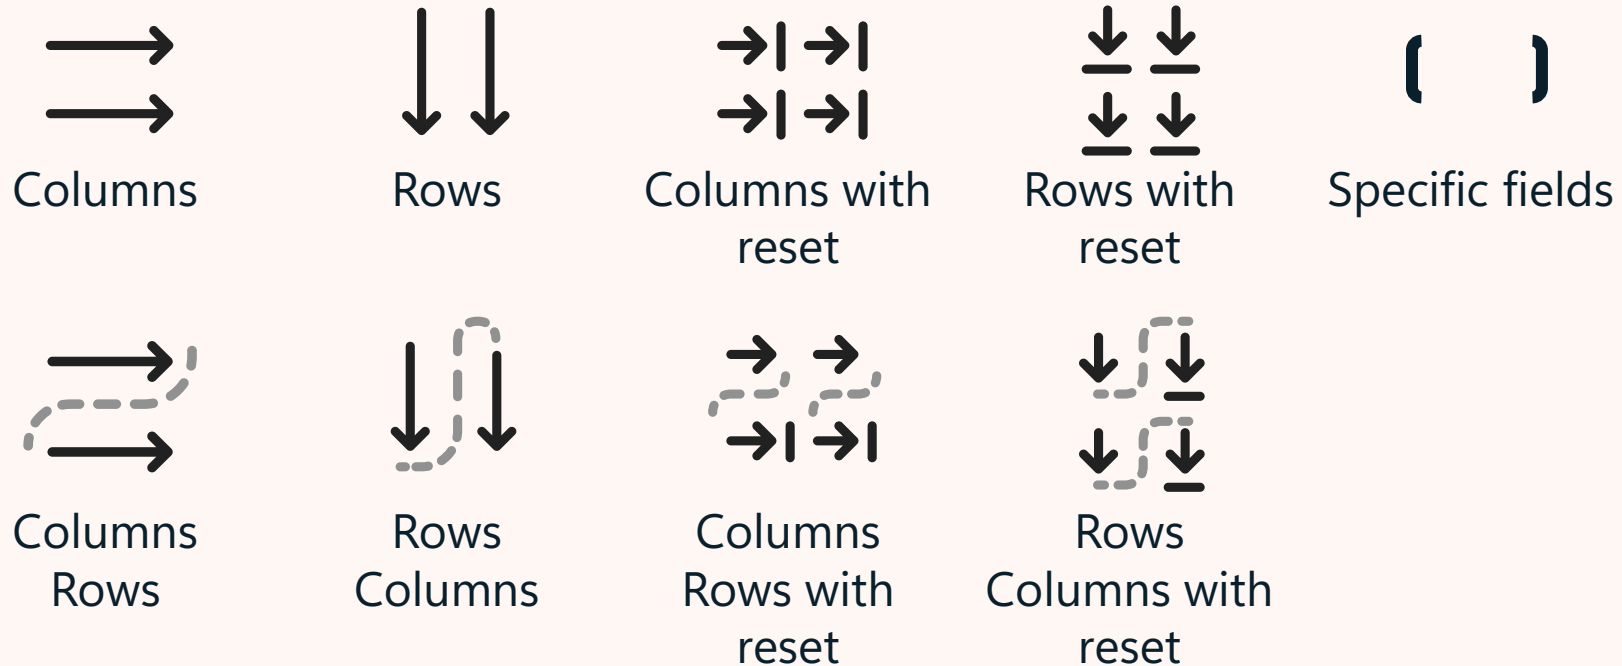 Columns
Rows
Columns with
reset
Rows with
reset
Specific fields
Columns
Rows
Rows
Columns
Columns
Rows with
reset
Rows
Columns with
reset